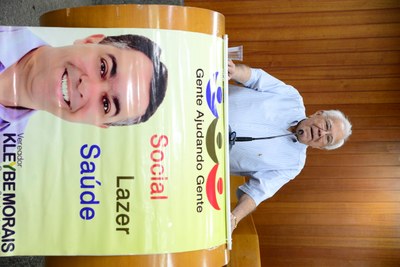 Gente Ajudando Gente
Social
Lazer
Saúde
Vereador
KLEYBE MORAIS